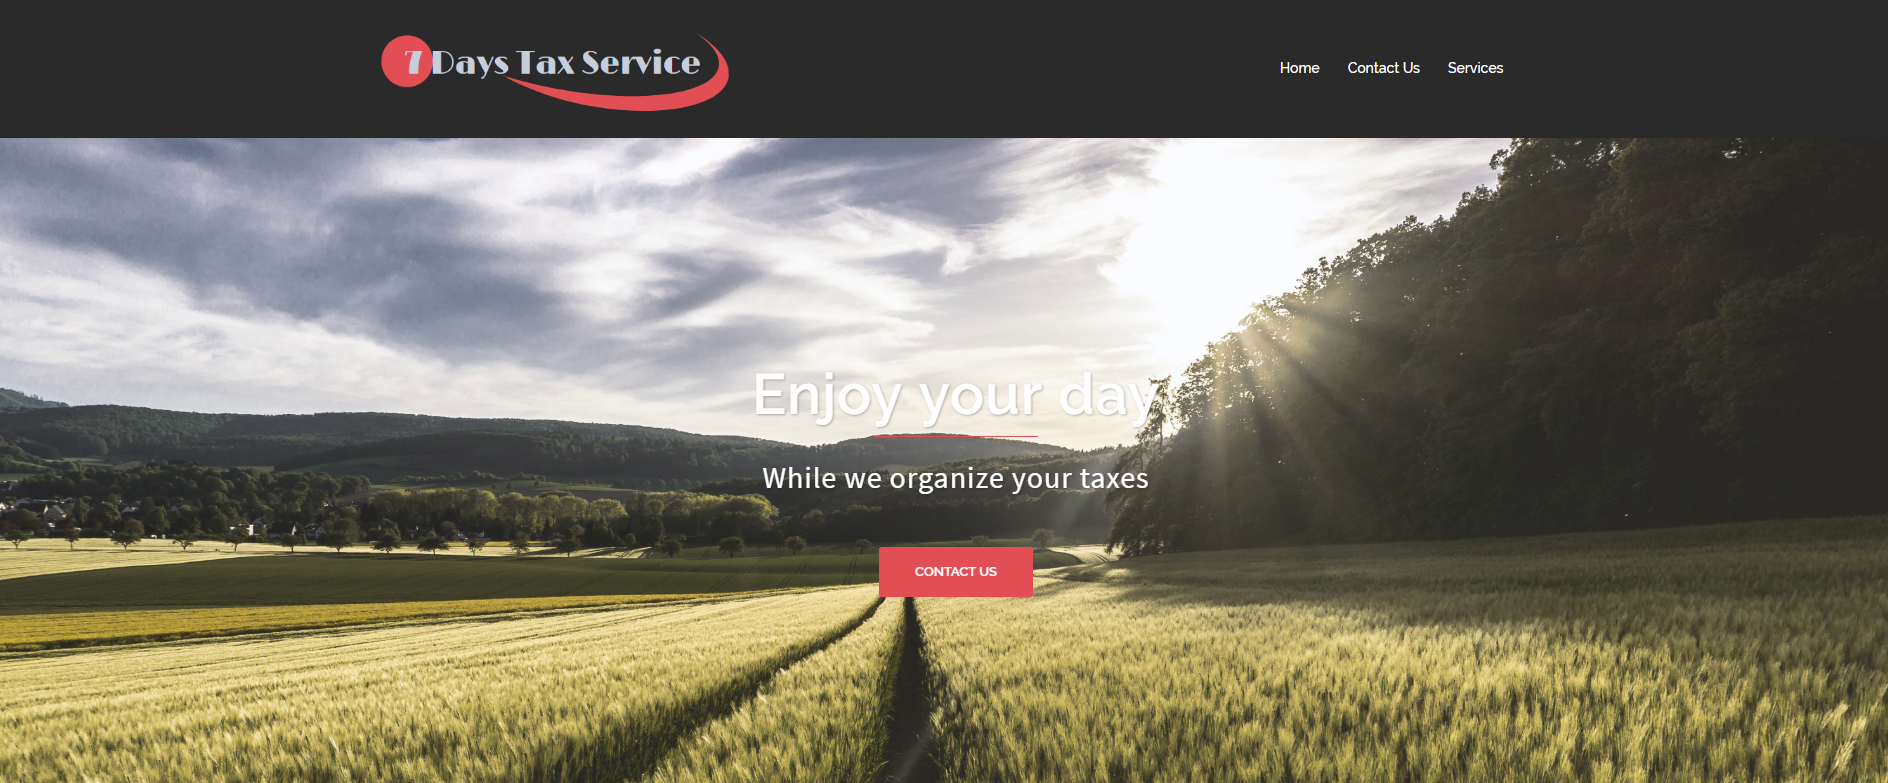 7 Days Tax Service
Home Contact Us Services
Enjoy your day
While we organize your taxes
CONTACT US